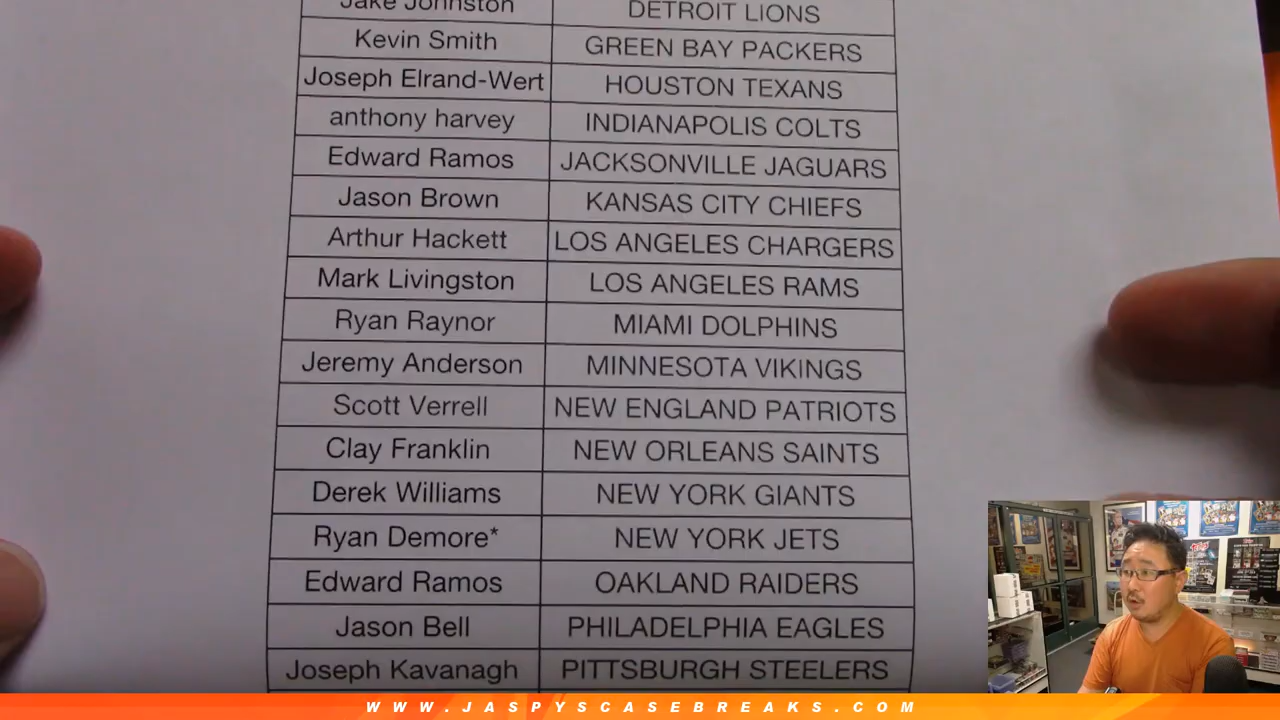 Jake Johnston DETROIT LIONS
Kevin Smith GREEN BAY PACKERS
Joseph Elrand-Wert HOUSTON TEXANS
anthony harvey INDIANAPOLIS COLTS
Edward Ramos JACKSONVILLE JAGUARS
Jason Brown KANSAS CITY CHIEFS
Arthur Hackett LOS ANGELES CHARGERS
Mark Livingston LOS ANGELES RAMS
Ryan Raynor MIAMI DOLPHINS
Jeremy Anderson MINNESOTA VIKINGS
Scott Verrell NEW ENGLAND PATRIOTS
Clay Franklin NEW ORLEANS SAINTS
Derek Williams NEW YORK GIANTS
Ryan Demore* NEW YORK JETS
Edward Ramos OAKLAND RAIDERS
Jason Bell PHILADELPHIA EAGLES
Joseph Kavanagh PITTSBURGH STEELERS
WWW.JASPYSCASEBREAKS.COM